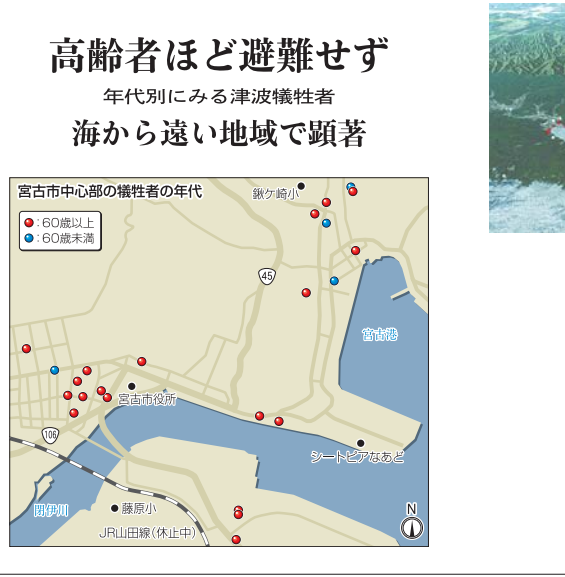 高齢者ほど避難せず
年代別にみる津波犠牲者
海から遠い地域で顕著
宮古市中心部の犠牲者の年代
鍬ケ崎小
:60歳以上
:60歳未満
45
宮古港
宮古市役所
106
シートピアなあど
閉伊川
藤原小
N
JR山田線(休止中)